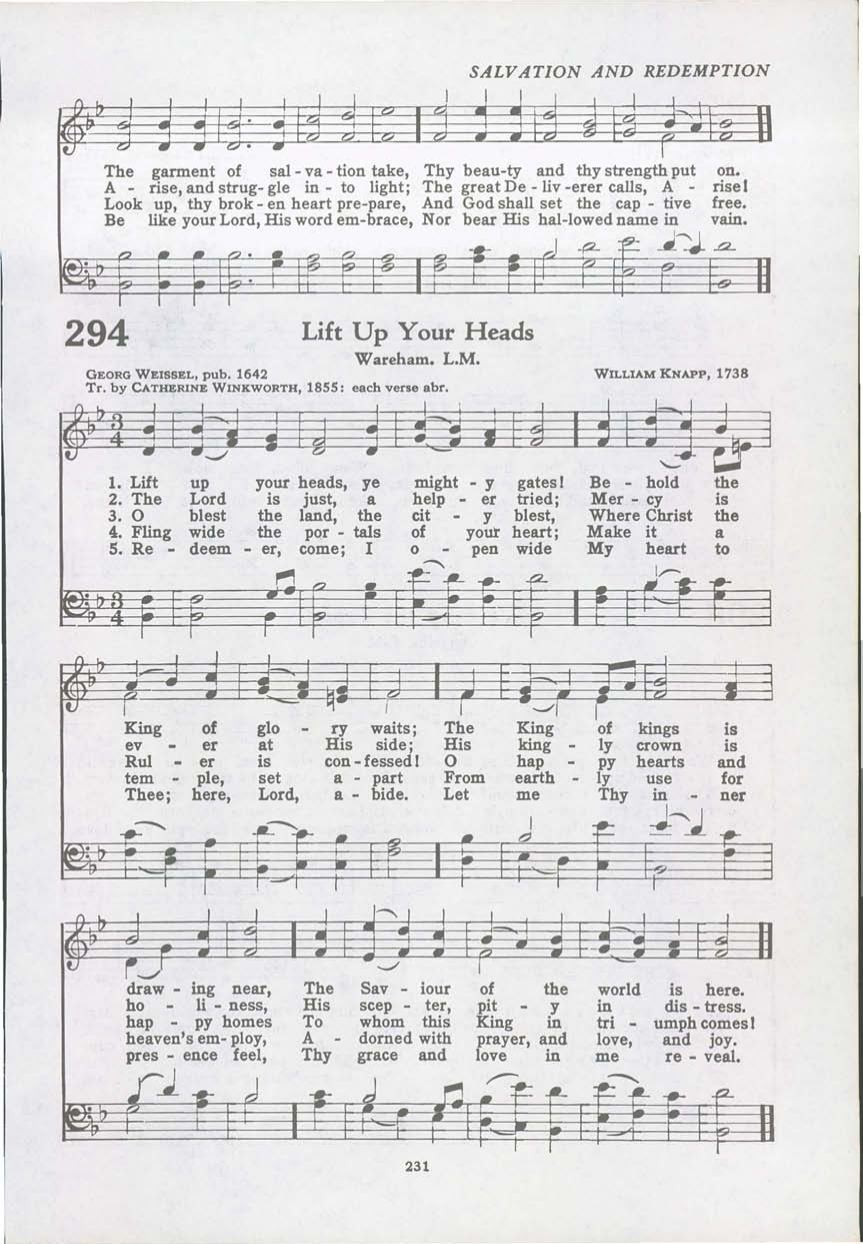 SALVATION AND REDEMPTION
The garment of sal - va - tion take, Thy beau-ty and thy strength put on.
A - rise, and strug- gle in - to light; The great De - liv -erer calls, A - rise!
Look up, thy brok - en heart pre-pare, And God shall set the cap - tive free.
Be like your Lord, His word em-brace, Nor bear His hal-lowed name in vain.
294 Lift Up Your Heads
Wareham. L.M.
GEORG WEISSEL, pub. 1642 WILLIAM KNAPP, 1738
Tr. by CATHERINE WINKWORTH, 1855: each verse abr.
3
4
1. Lift up your heads, ye might - y gates! Be - hold the
2. The Lord is just, a help - er tried; Mer - cy is
3. O blest the land, the cit - y blest, Where Christ the
4. Fling wide the por - tals of your heart; Make it a
5. Re - deem - er, come; I o - pen wide My heart to
3
4
King of glo - ry waits; The King of kings is
ev - er at His side; His king - ly crown is
Rul - er is con - fessed! O hap - py hearts and
tem - ple, set a - part From earth - ly use for
Thee; here, Lord, a - bide. Let me Thy in - ner
draw - ing near, The Sav - iour of the world is here.
ho - li - ness, His scep - ter, pit - y in dis - tress.
hap - py homes To whom this King in tri - umph comes!
heaven's em- ploy, A - dorned with prayer, and love, and joy.
pres - ence feel, Thy grace and love in me re - veal.
231